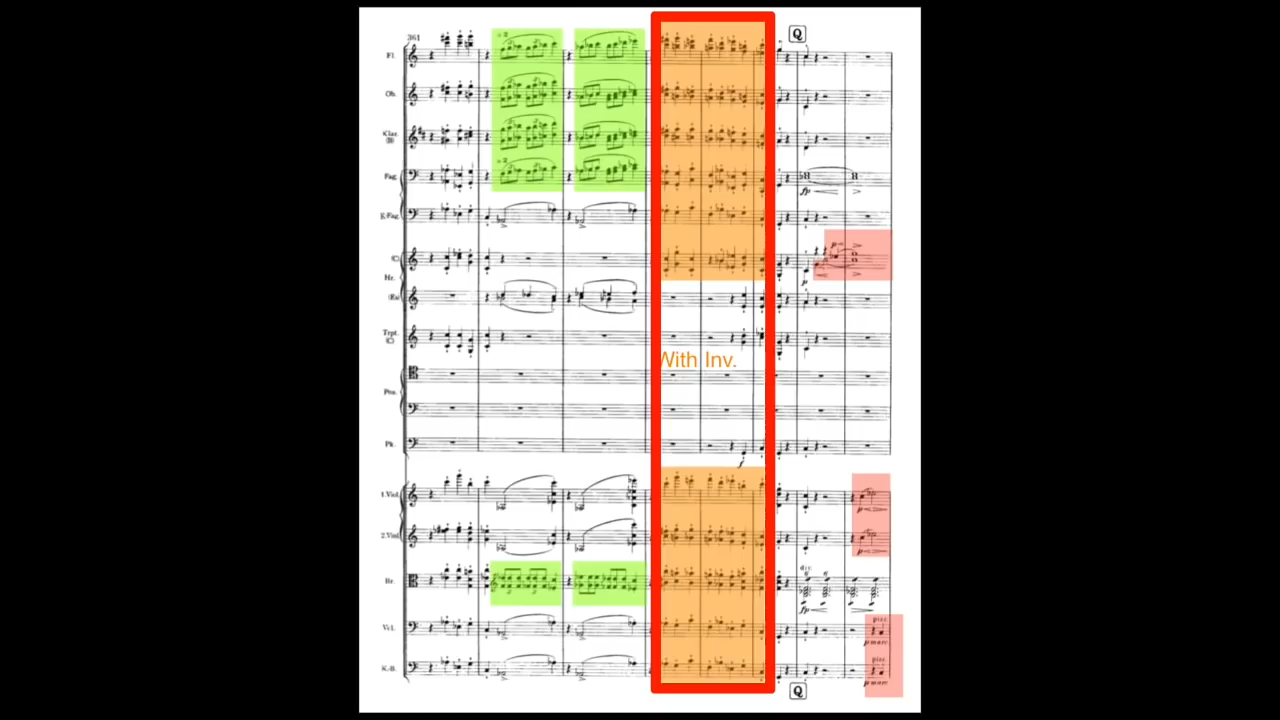 361
Q
Fl.
Ob.
Klar.
(B)
Fag.
K-Fag.
fp
p
(C)
Hr.
p
(Es)
Trpt.
(C)
With Inv.
Pos.
Pk.
f
1.Viol.
p
2.Viol.
p
div.
Br.
fp
pizz.
Vcl.
p marc.
pizz.
K.-B.
p marc.
Q